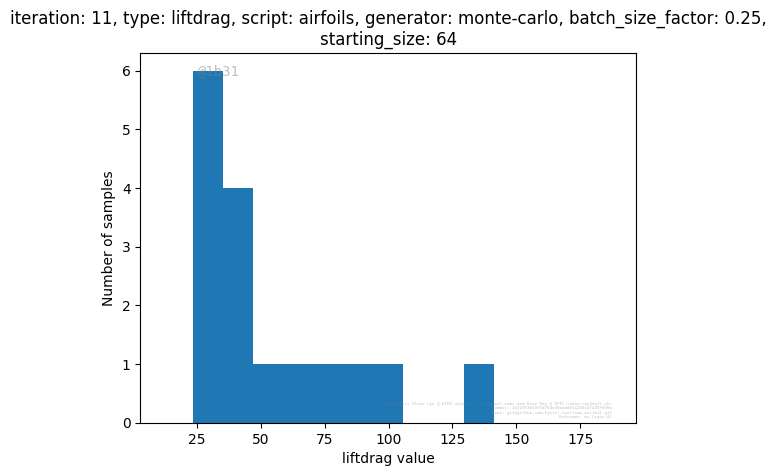 iteration: 11, type: liftdrag, script: airfoils, generator: monte-carlo, batch_size_factor: 0.25,
starting_size: 64
@1b31
6
5
4
3
2
1
0
Number of samples
25 50 75 100 125 150 175
liftdrag value